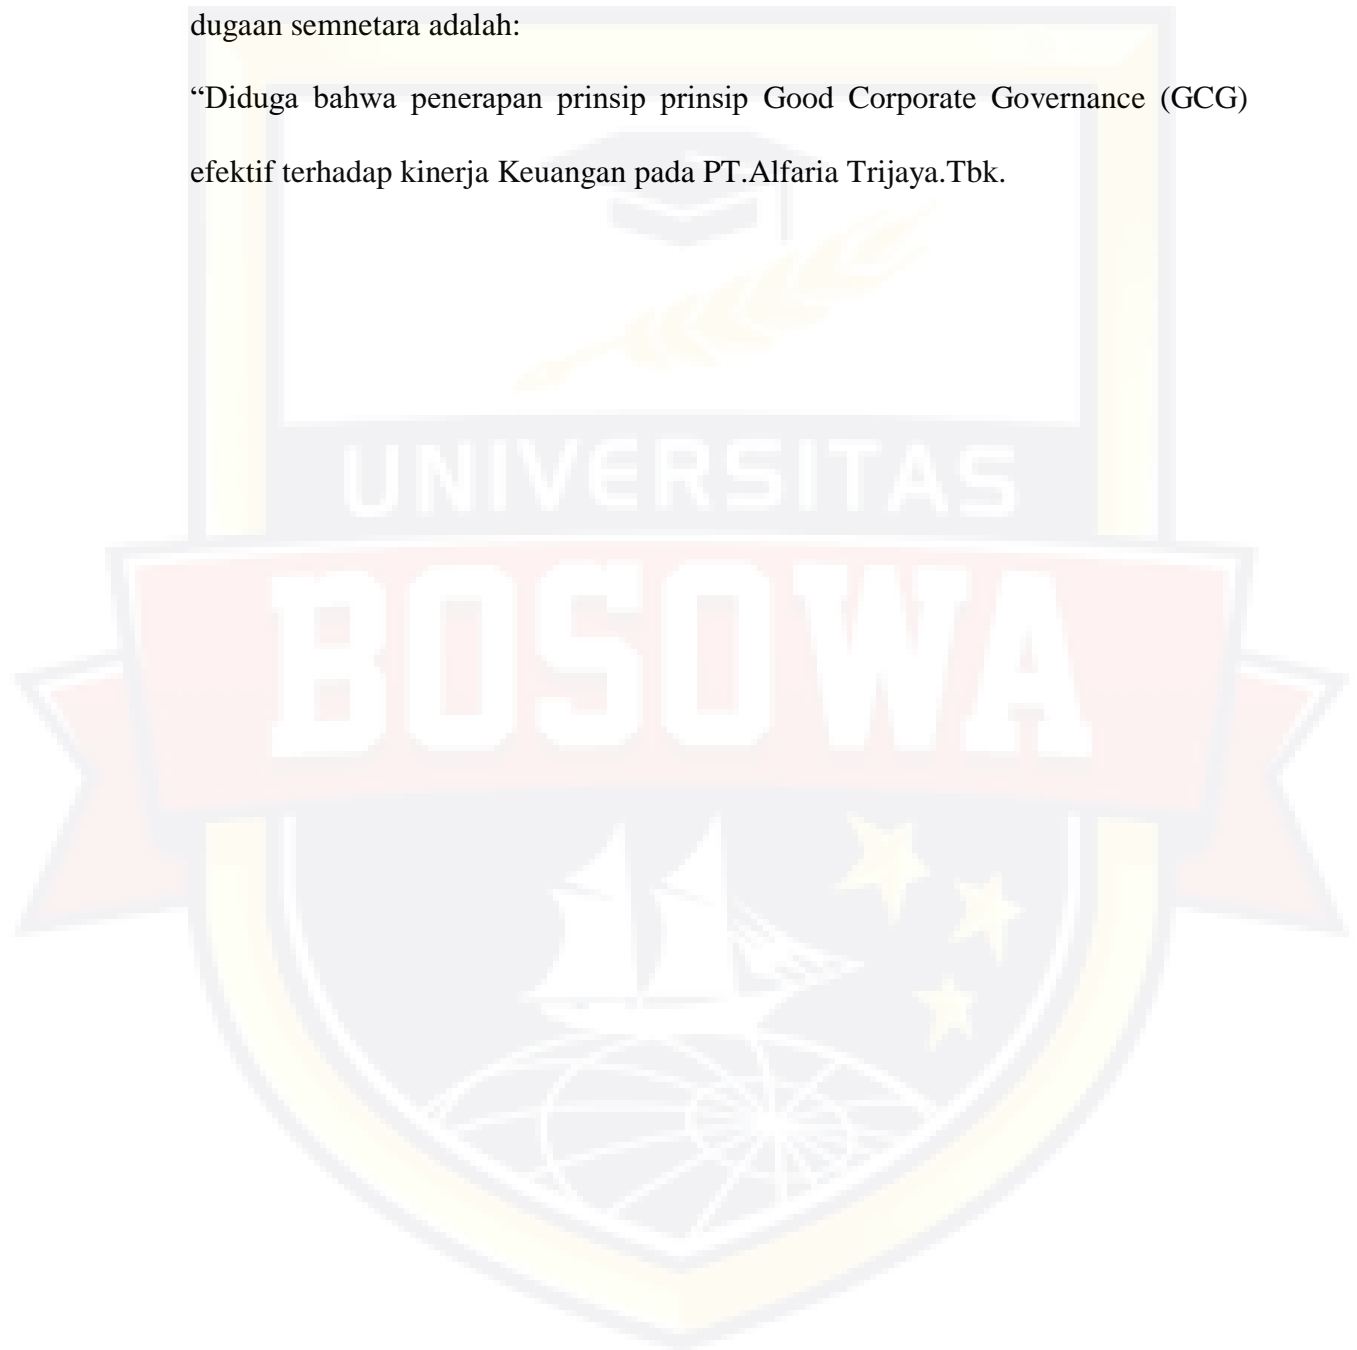 dugaan semnetara adalah:
“Diduga bahwa penerapan prinsip prinsip Good Corporate Governance (GCG)
efektif terhadap kinerja Keuangan pada PT.Alfaria Trijaya.Tbk.
UNIVERSITAS
BOSOWA